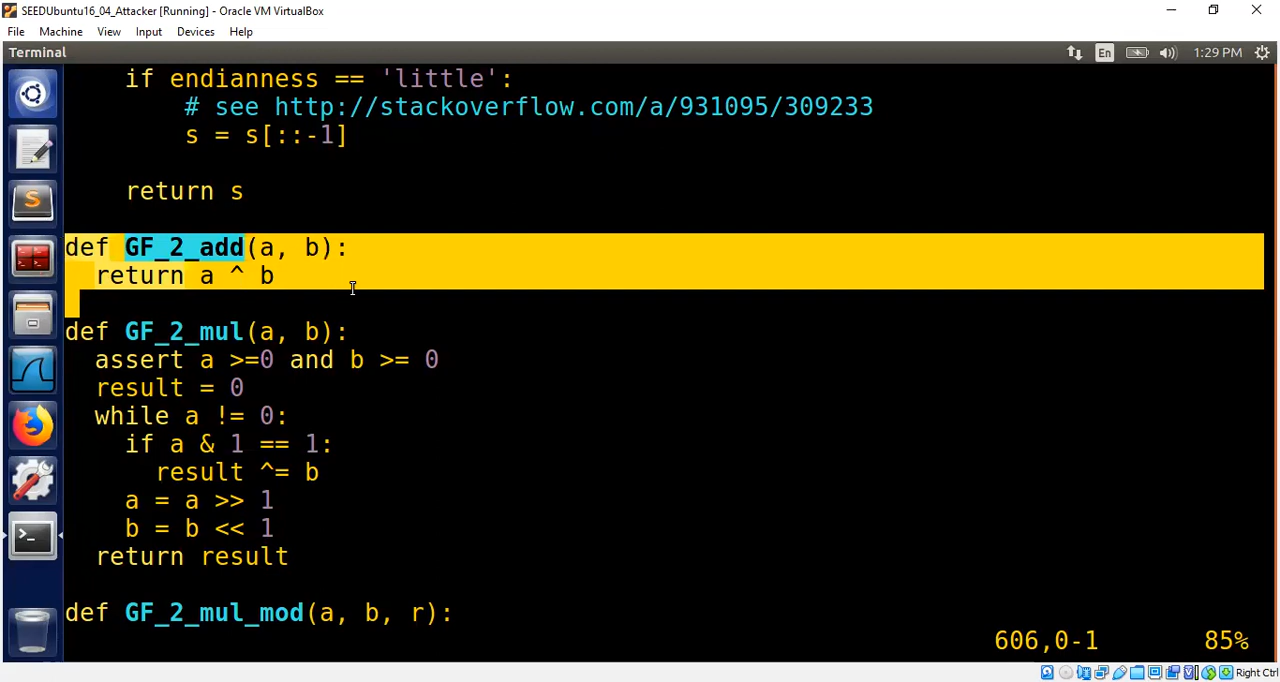 SEEDUbuntu16_04_Attacker [Running] - Oracle VM VirtualBox
File Machine View Input Devices Help
Terminal En 1:29 PM
if endianness == 'little':
# see http://stackoverflow.com/a/931095/309233
s = s[::-1]
return s
def GF_2_add(a, b):
return a ^ b
def GF_2_mul(a, b):
assert a >=0 and b >= 0
result = 0
while a != 0:
if a & 1 == 1:
result ^= b
a = a >> 1
b = b << 1
return result
def GF_2_mul_mod(a, b, r):
606,0-1 85%
Right Ctrl